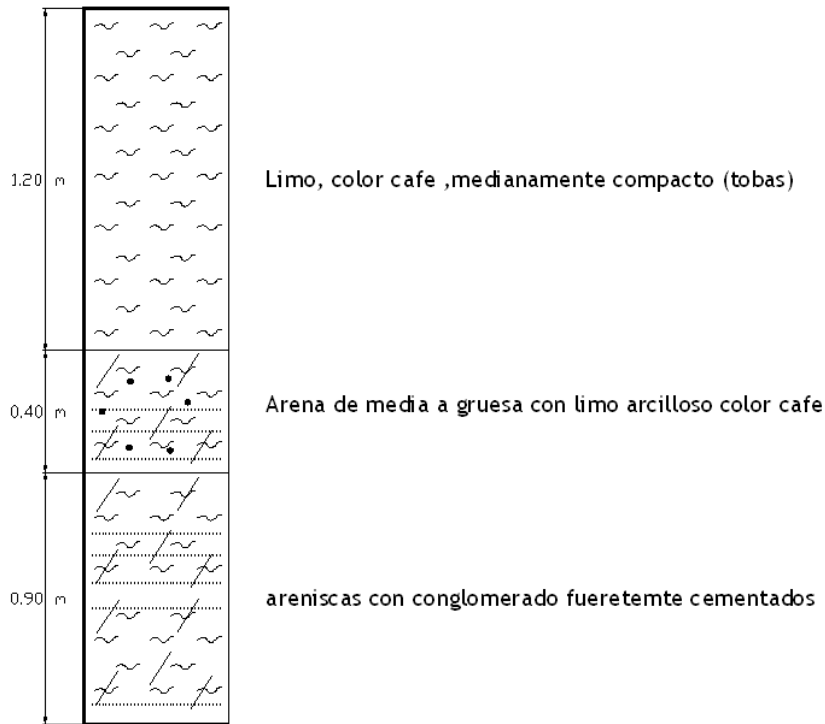 1.20 m
Limo, color cafe ,medianamente compacto (tobas)
0.40 m
Arena de media a gruesa con limo arcilloso color cafe
0.90 m
areniscas con conglomerado fueretemte cementados